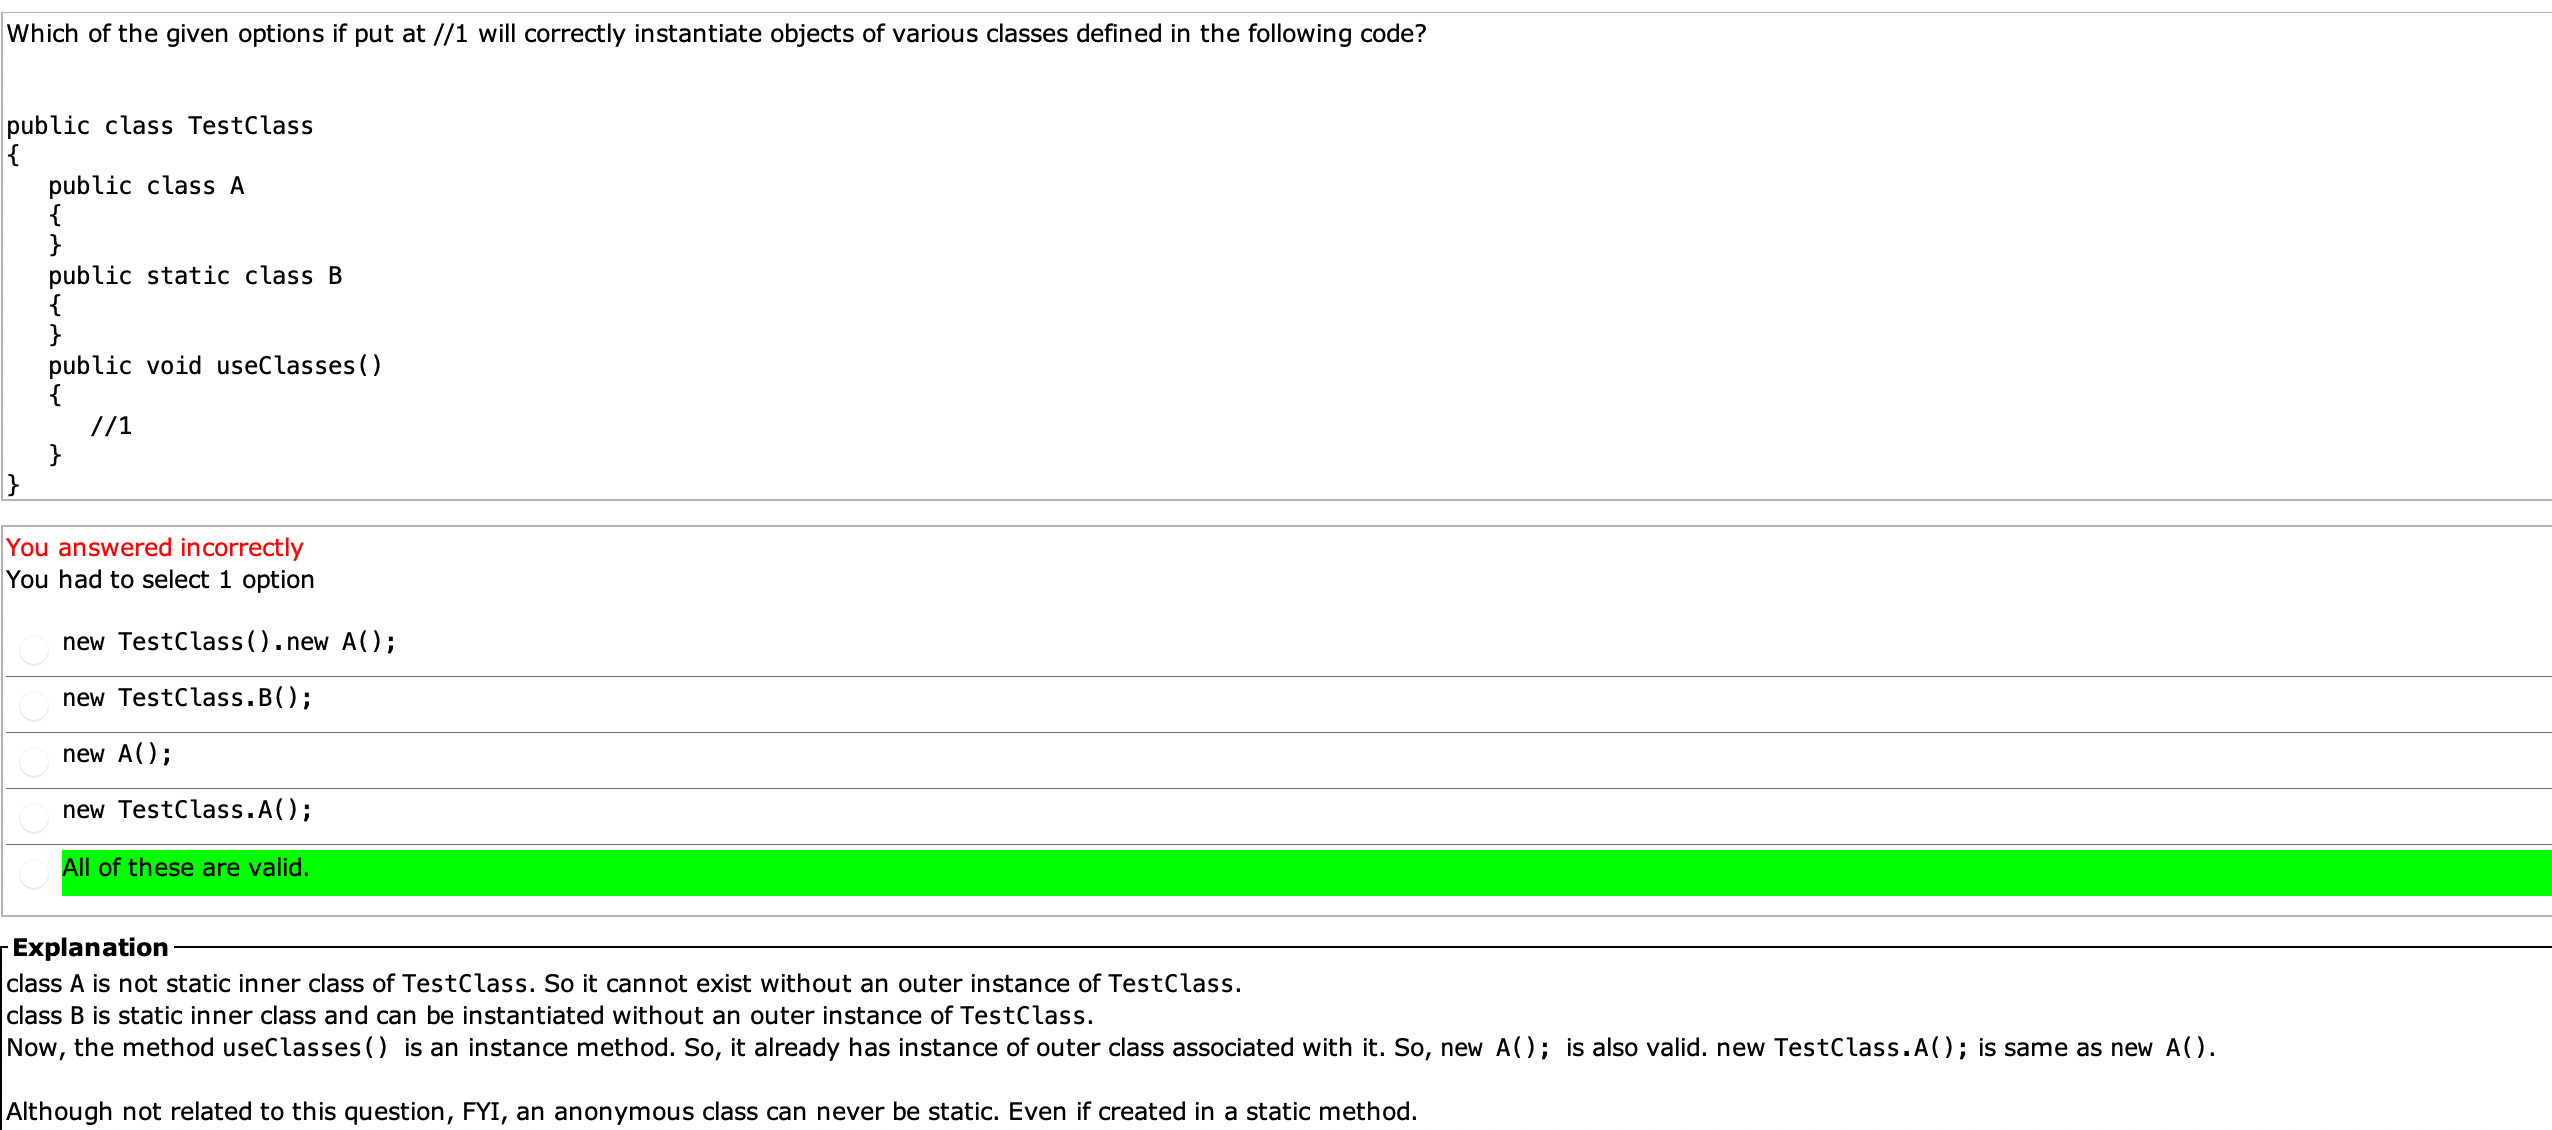 Which of the given options if put at //1 will correctly instantiate objects of various classes defined in the following code?
public class TestClass
{
   public class A
   {
   }
   public static class B
   {
   }
   public void useClasses()
   {
      //1
   }
}
You answered incorrectly
You had to select 1 option
new TestClass().new A();
new TestClass.B();
new A();
new TestClass.A();
All of these are valid.
Explanation
class A is not static inner class of TestClass. So it cannot exist without an outer instance of TestClass.
class B is static inner class and can be instantiated without an outer instance of TestClass.
Now, the method useClasses() is an instance method. So, it already has instance of outer class associated with it. So, new A(); is also valid. new TestClass.A(); is same as new A().
Although not related to this question, FYI, an anonymous class can never be static. Even if created in a static method.